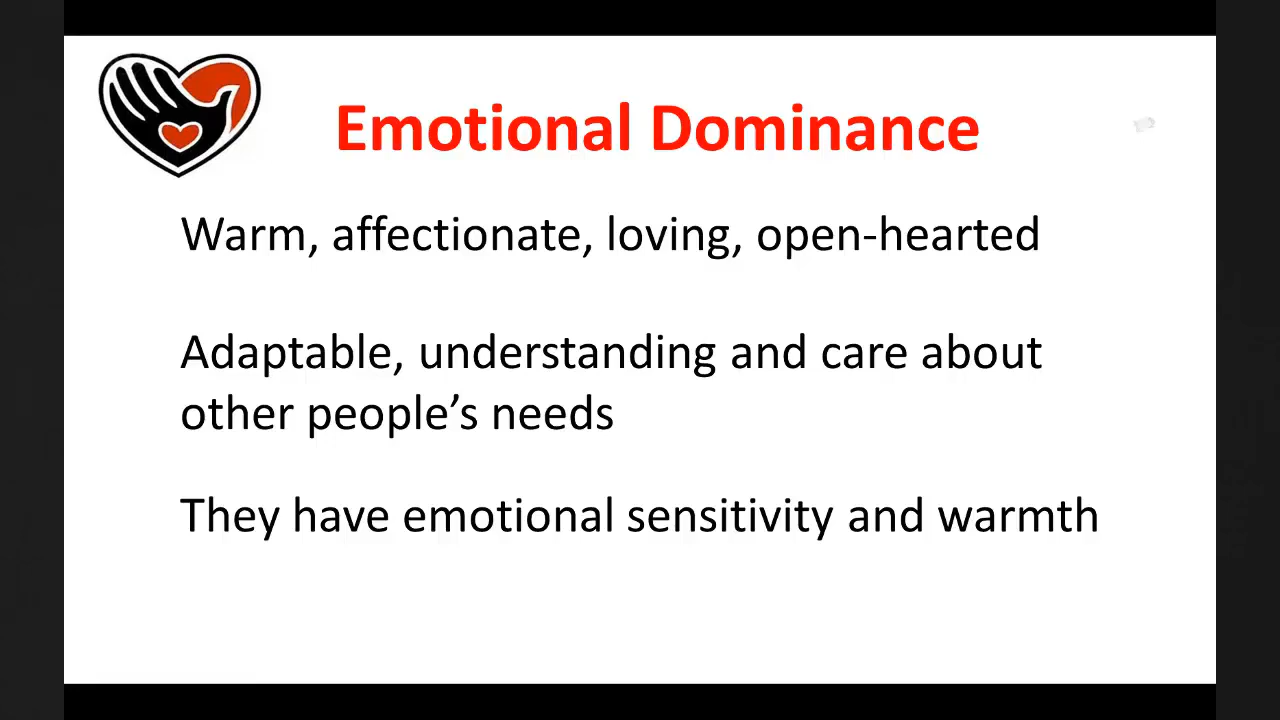 Emotional Dominance
Warm, affectionate, loving, open-hearted
Adaptable, understanding and care about
other people’s needs
They have emotional sensitivity and warmth